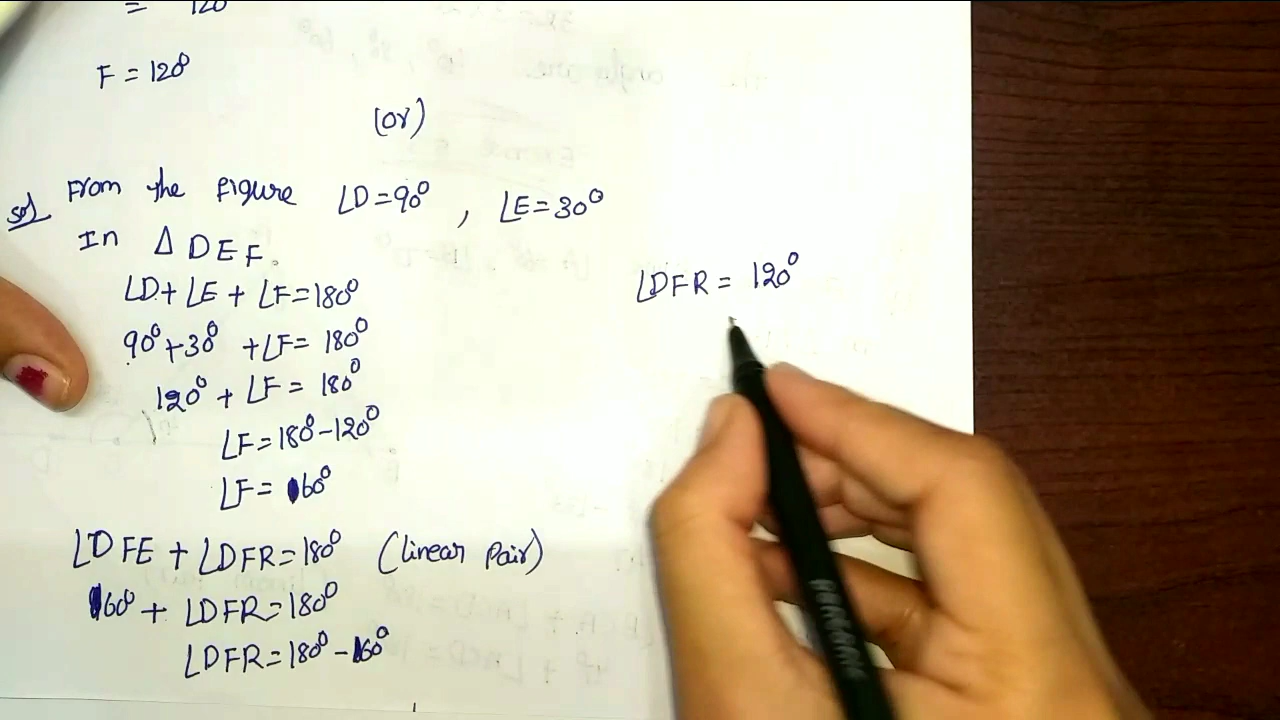 = 120
F = 120°
(or)
Sol From the figure ∠D=90° , ∠E=30°
In Δ DEF.
∠D+∠E+∠F=180°
90°+30° +∠F= 180°
120° + ∠F = 180°
∠F=180°-120°
∠F= 60°
∠DFE + ∠DFR=180° (linear pair)
60° + ∠DFR=180°
∠DFR=180°-60°
∠DFR = 120°